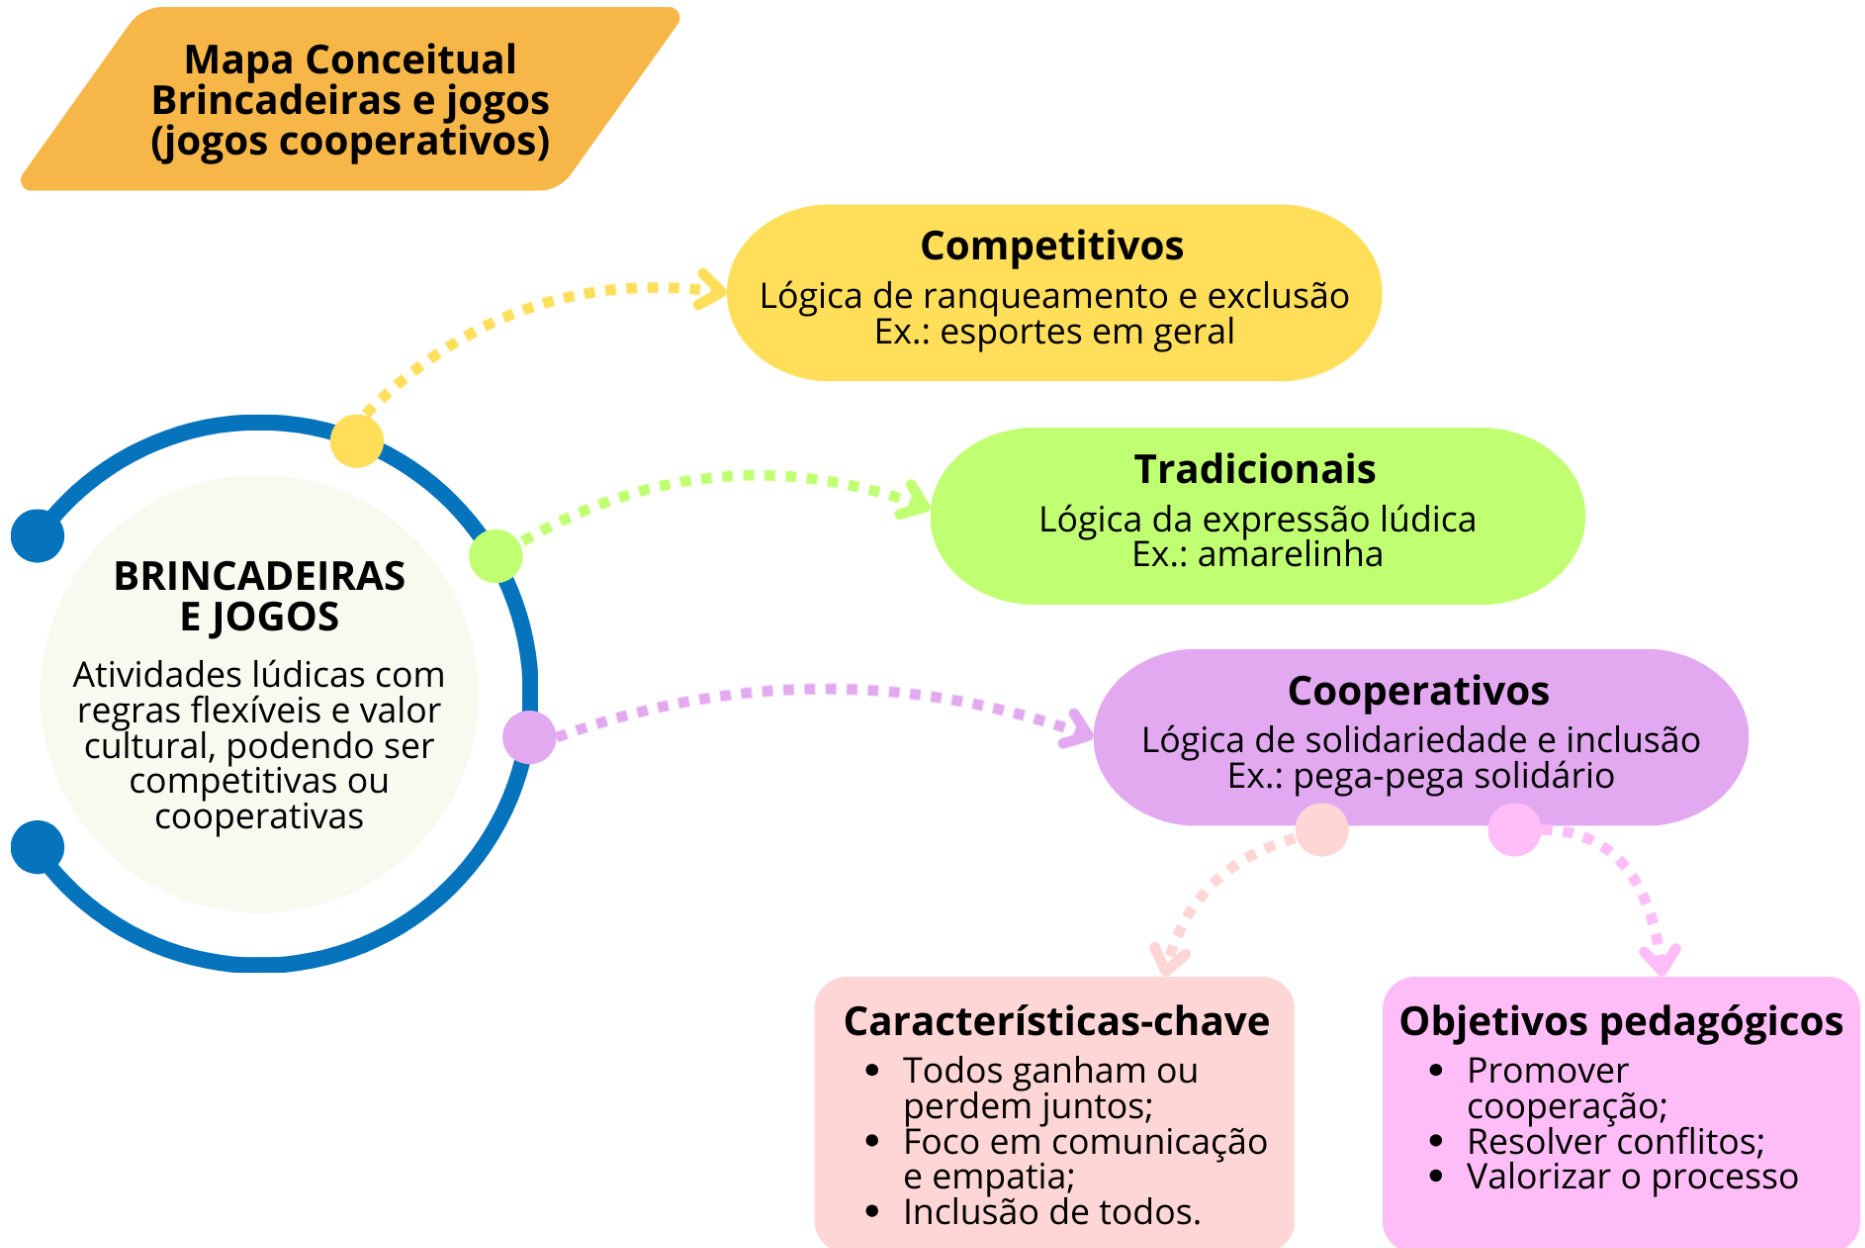 Mapa Conceitual
Brincadeiras e jogos
(jogos cooperativos)
Competitivos
Lógica de ranqueamento e exclusão
Ex.: esportes em geral
Tradicionais
Lógica da expressão lúdica
Ex.: amarelinha
BRINCADEIRAS
E JOGOS
Atividades lúdicas com
regras flexíveis e valor
cultural, podendo ser
competitivas ou
cooperativas
Cooperativos
Lógica de solidariedade e inclusão
Ex.: pega-pega solidário
Características-chave
• Todos ganham ou
perdem juntos;
• Foco em comunicação
e empatia;
• Inclusão de todos.
Objetivos pedagógicos
• Promover
cooperação;
• Resolver conflitos;
• Valorizar o processo